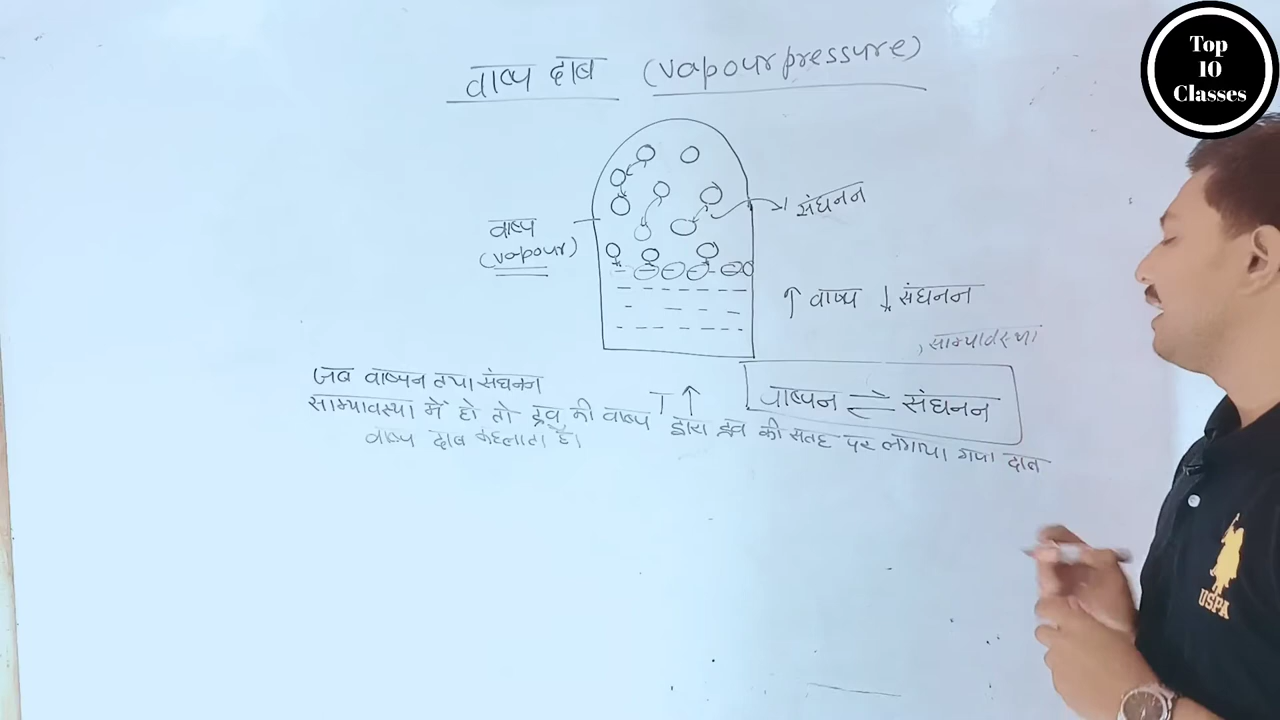 वाष्प दाब (vapour pressure)
वाष्प
(vapour)
संघनन
↑ वाष्प ↓ संघनन
साम्यावस्था
वाष्पन ⇌ संघनन
T ↑
जब वाष्पन तथा संघनन
साम्यावस्था में हो तो द्रव की वाष्प द्वारा द्रव की सतह पर लगाया गया दाब
वाष्प दाब कहलाता है।
Top
10
Classes
USPA